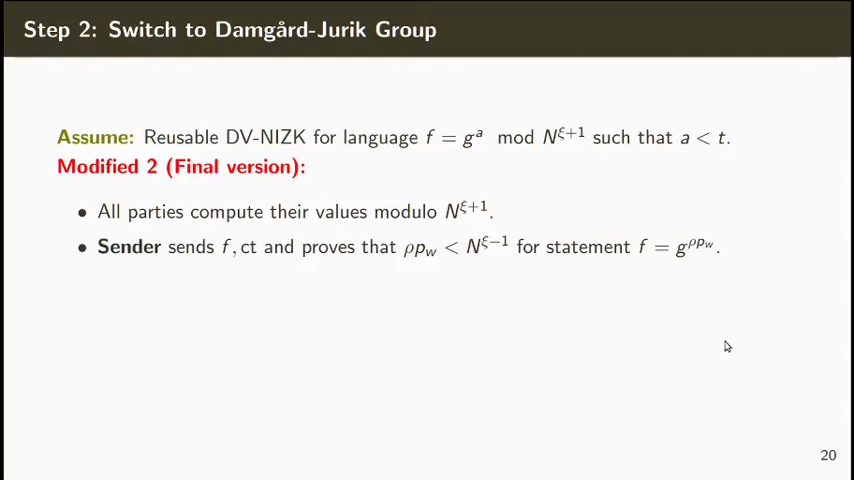 Step 2: Switch to Damgård-Jurik Group
Assume: Reusable DV-NIZK for language f = g^a mod N^{ξ+1} such that a < t.
Modified 2 (Final version):
• All parties compute their values modulo N^{ξ+1}.
• Sender sends f, ct and proves that ρp_w < N^{ξ−1} for statement f = g^{ρp_w}.
20